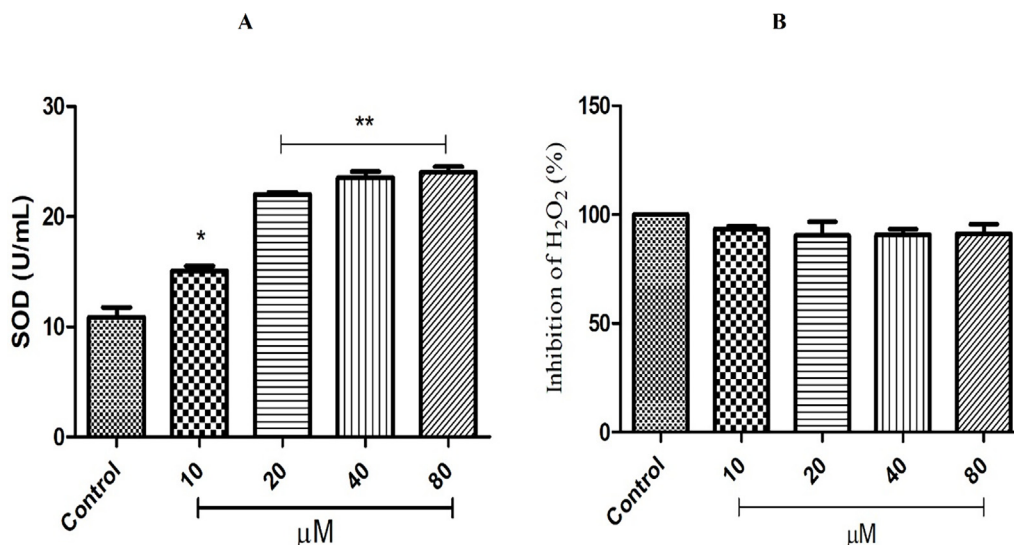 A
SOD (U/mL)
30
20
10
0
*
**
Control
10
20
40
80
μM
B
Inhibition of H₂O₂ (%)
150
100
50
0
Control
10
20
40
80
μM